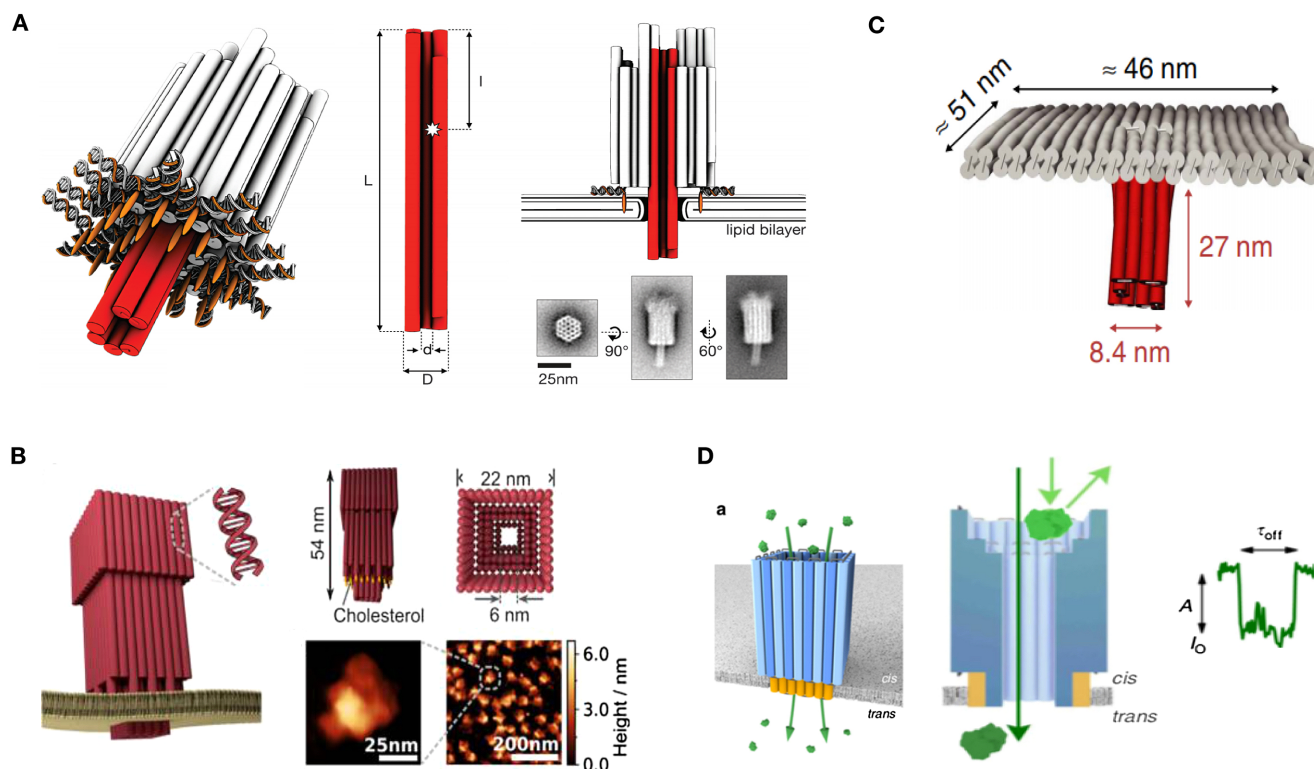 A
L
l
d
D
lipid bilayer
90°
60°
25nm
C
≈ 51 nm
≈ 46 nm
27 nm
8.4 nm
B
54 nm
Cholesterol
22 nm
6 nm
25nm
200nm
6.0
3.0
0.0
Height / nm
D
a
cis
trans
cis
trans
τoff
A
IO